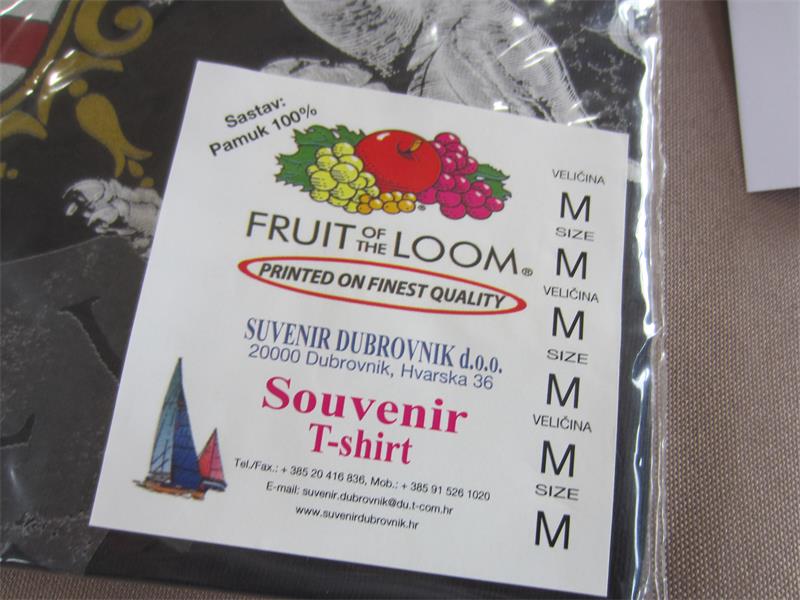 Sastav:
Pamuk 100%
FRUIT OF THE LOOM®
PRINTED ON FINEST QUALITY
SUVENIR DUBROVNIK d.o.o.
20000 Dubrovnik, Hvarska 36
Souvenir
T-shirt
Tel./Fax.: + 385 20 416 836, Mob.: + 385 91 526 1020
E-mail: suvenir.dubrovnik@du.t-com.hr
www.suvenirdubrovnik.hr
VELIČINA
M
SIZE
M
VELIČINA
M
SIZE
M
VELIČINA
M
SIZE
M